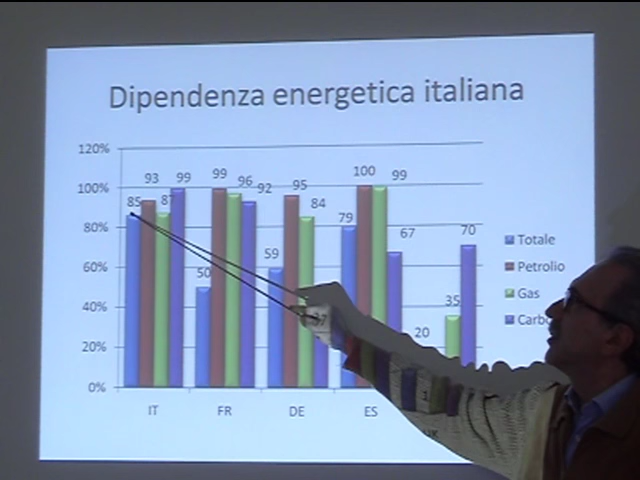 Dipendenza energetica italiana
120%
100%
80%
60%
40%
20%
0%
85 93 87 99
50 99 96 92
59 95 84 37
79 100 99 67
20 35 70
IT FR DE ES
Totale
Petrolio
Gas